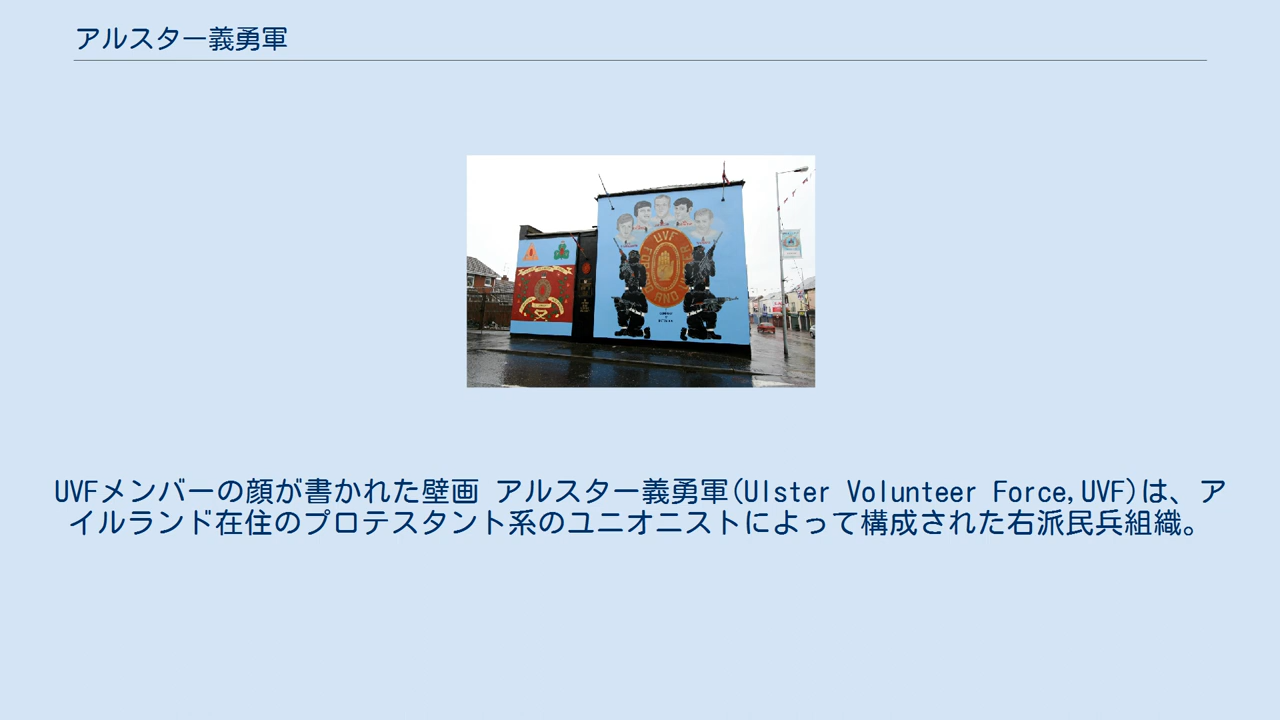 アルスター義勇軍
UVF
UVFメンバーの顔が書かれた壁画 アルスター義勇軍(Ulster Volunteer Force,UVF)は、ア
イルランド在住のプロテスタント系のユニオニストによって構成された右派民兵組織。